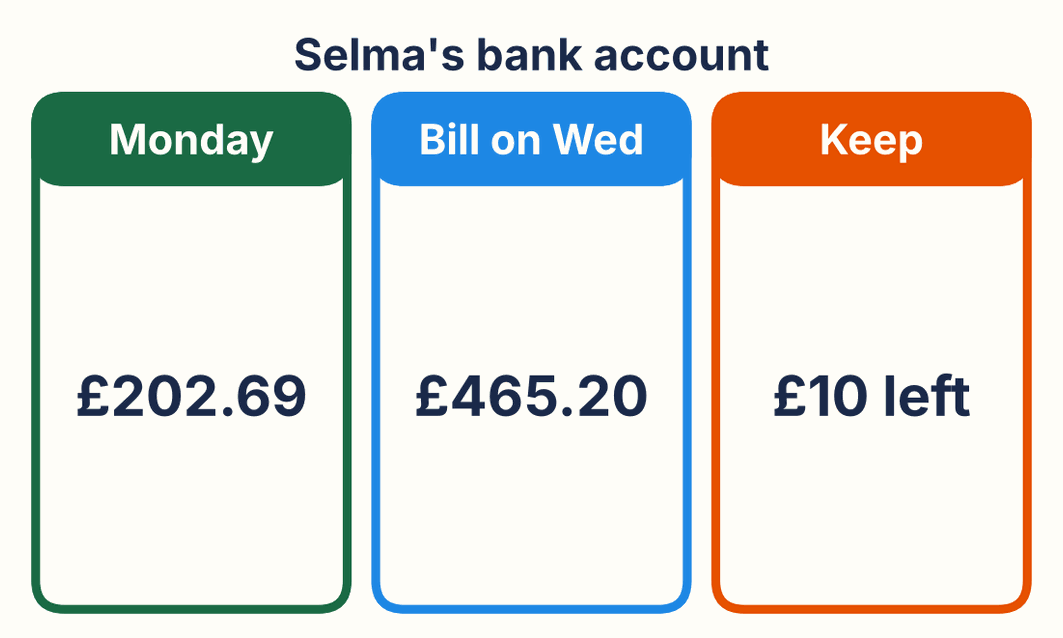 Selma's bank account
Monday
Bill on Wed
Keep
£202.69
£465.20
£10 left